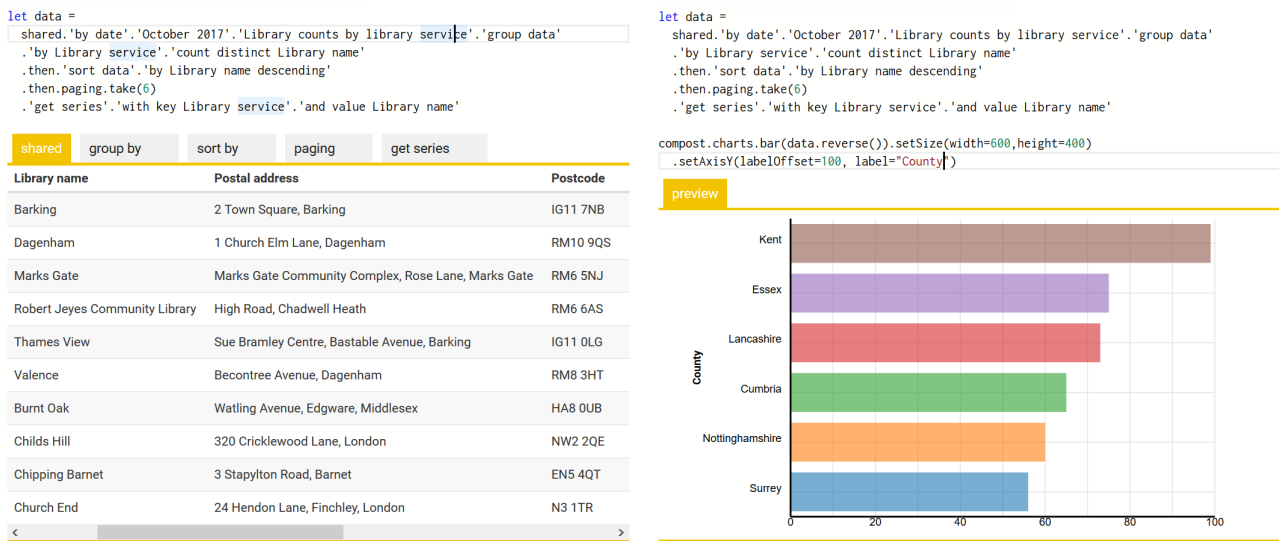 let data =
shared.'by date'.'October 2017'.'Library counts by library service'.'group data'
.'by Library service'.'count distinct Library name'
.then.'sort data'.'by Library name descending'
.then.paging.take(6)
.'get series'.'with key Library service'.'and value Library name'
shared group by sort by paging get series
Library name Postal address Postcode
Barking 2 Town Square, Barking IG11 7NB
Dagenham 1 Church Elm Lane, Dagenham RM10 9QS
Marks Gate Marks Gate Community Complex, Rose Lane, Marks Gate RM6 5NJ
Robert Jeyes Community Library High Road, Chadwell Heath RM6 6AS
Thames View Sue Bramley Centre, Bastable Avenue, Barking IG11 0LG
Valence Becontree Avenue, Dagenham RM8 3HT
Burnt Oak Watling Avenue, Edgware, Middlesex HA8 0UB
Childs Hill 320 Cricklewood Lane, London NW2 2QE
Chipping Barnet 3 Stapylton Road, Barnet EN5 4QT
Church End 24 Hendon Lane, Finchley, London N3 1TR
let data =
shared.'by date'.'October 2017'.'Library counts by library service'.'group data'
.'by Library service'.'count distinct Library name'
.then.'sort data'.'by Library name descending'
.then.paging.take(6)
.'get series'.'with key Library service'.'and value Library name'
compost.charts.bar(data.reverse()).setSize(width=600,height=400)
.setAxisY(labelOffset=100, label="County")
preview
Kent
Essex
Lancashire
County
Cumbria
Nottinghamshire
Surrey
0 20 40 60 80 100